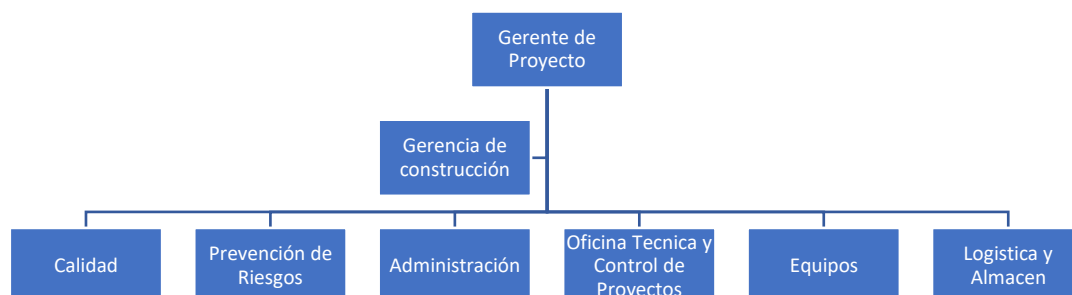 Gerente de
Proyecto
Gerencia de
construcción
Calidad
Prevención de
Riesgos
Administración
Oficina Tecnica y
Control de
Proyectos
Equipos
Logistica y
Almacen